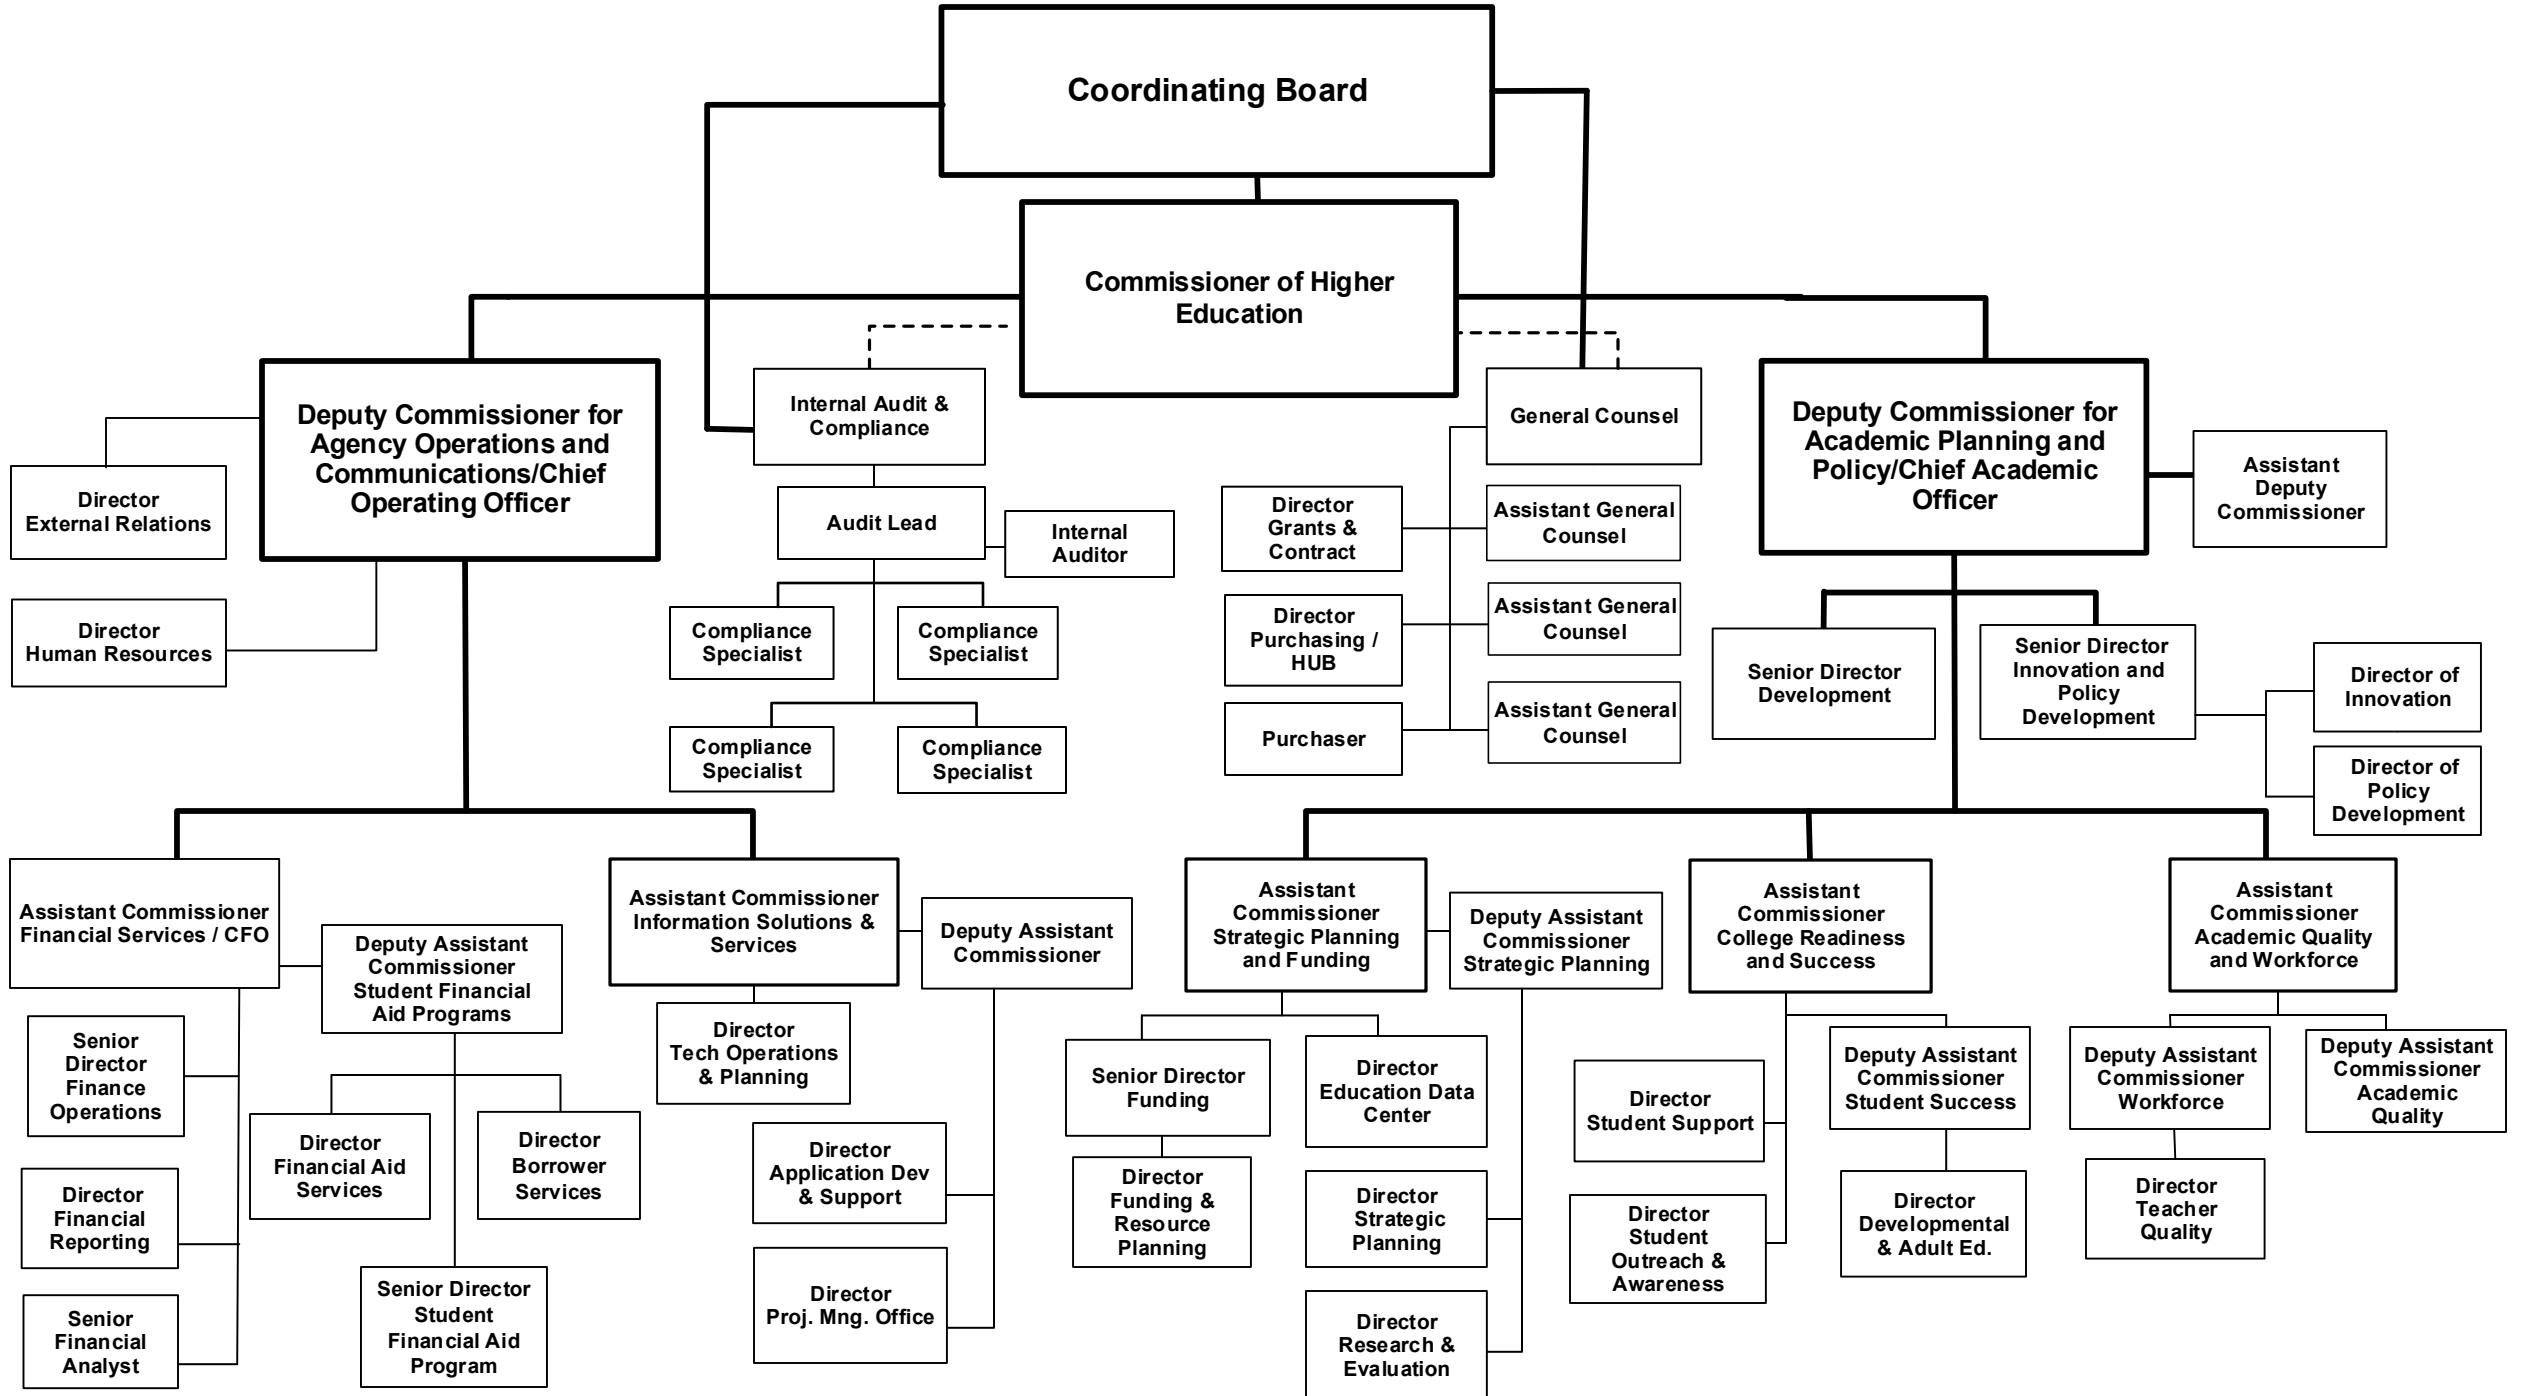 Coordinating Board
Commissioner of Higher
Education
Deputy Commissioner for
Agency Operations and
Communications/Chief
Operating Officer
Internal Audit &
Compliance
General Counsel
Deputy Commissioner for
Academic Planning and
Policy/Chief Academic
Officer
Assistant
Deputy
Commissioner
Director
External Relations
Director
Human Resources
Audit Lead
Internal
Auditor
Compliance
Specialist
Compliance
Specialist
Compliance
Specialist
Compliance
Specialist
Director
Grants &
Contract
Assistant General
Counsel
Director
Purchasing /
HUB
Assistant General
Counsel
Purchaser
Assistant General
Counsel
Senior Director
Development
Senior Director
Innovation and
Policy
Development
Director of
Innovation
Director of
Policy
Development
Assistant Commissioner
Financial Services / CFO
Deputy Assistant
Commissioner
Student Financial
Aid Programs
Senior
Director
Finance
Operations
Director
Financial
Reporting
Senior
Financial
Analyst
Director
Financial Aid
Services
Director
Borrower
Services
Senior Director
Student
Financial Aid
Program
Assistant Commissioner
Information Solutions &
Services
Deputy Assistant
Commissioner
Director
Tech Operations
& Planning
Director
Application Dev
& Support
Director
Proj. Mng. Office
Assistant
Commissioner
Strategic Planning
and Funding
Deputy Assistant
Commissioner
Strategic Planning
Senior Director
Funding
Director
Funding &
Resource
Planning
Director
Education Data
Center
Director
Strategic
Planning
Director
Research &
Evaluation
Assistant
Commissioner
College Readiness
and Success
Director
Student Support
Director
Student
Outreach &
Awareness
Deputy Assistant
Commissioner
Student Success
Director
Developmental
& Adult Ed.
Assistant
Commissioner
Academic Quality
and Workforce
Deputy Assistant
Commissioner
Workforce
Director
Teacher
Quality
Deputy Assistant
Commissioner
Academic
Quality